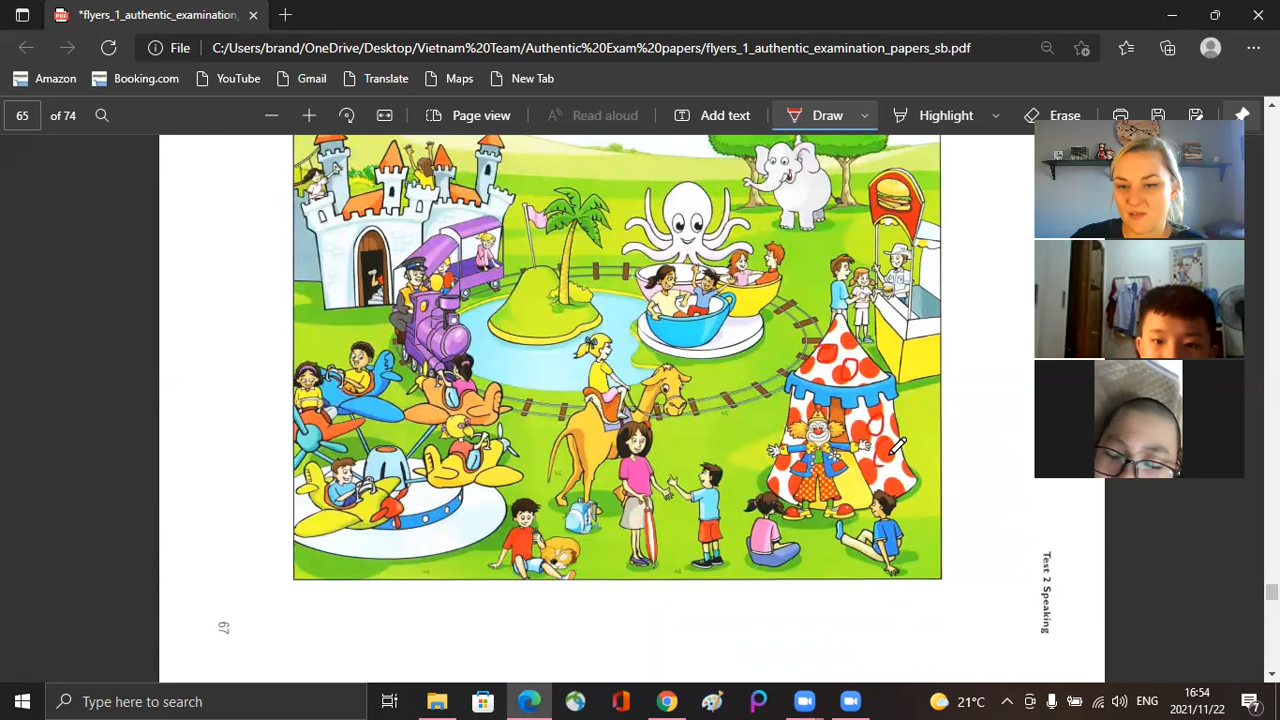 *flyers_1_authentic_examination_
File
C:/Users/brand/OneDrive/Desktop/Vietnam%20Team/Authentic%20Exam%20papers/flyers_1_authentic_examination_papers_sb.pdf
Amazon
Booking.com
YouTube
Gmail
Translate
Maps
New Tab
65
of 74
Page view
Read aloud
Add text
Draw
Highlight
Erase
Test 2 Speaking
67
Type here to search
21°C
ENG
16:54
2021/11/22
7